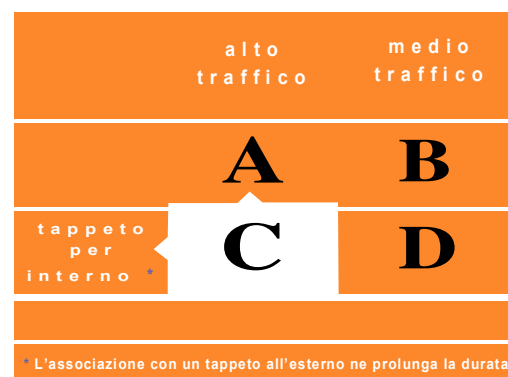 alto
traffico
medio
traffico
A
B
tappeto
per
interno *
C
D
* L'associazione con un tappeto all'esterno ne prolunga la durata